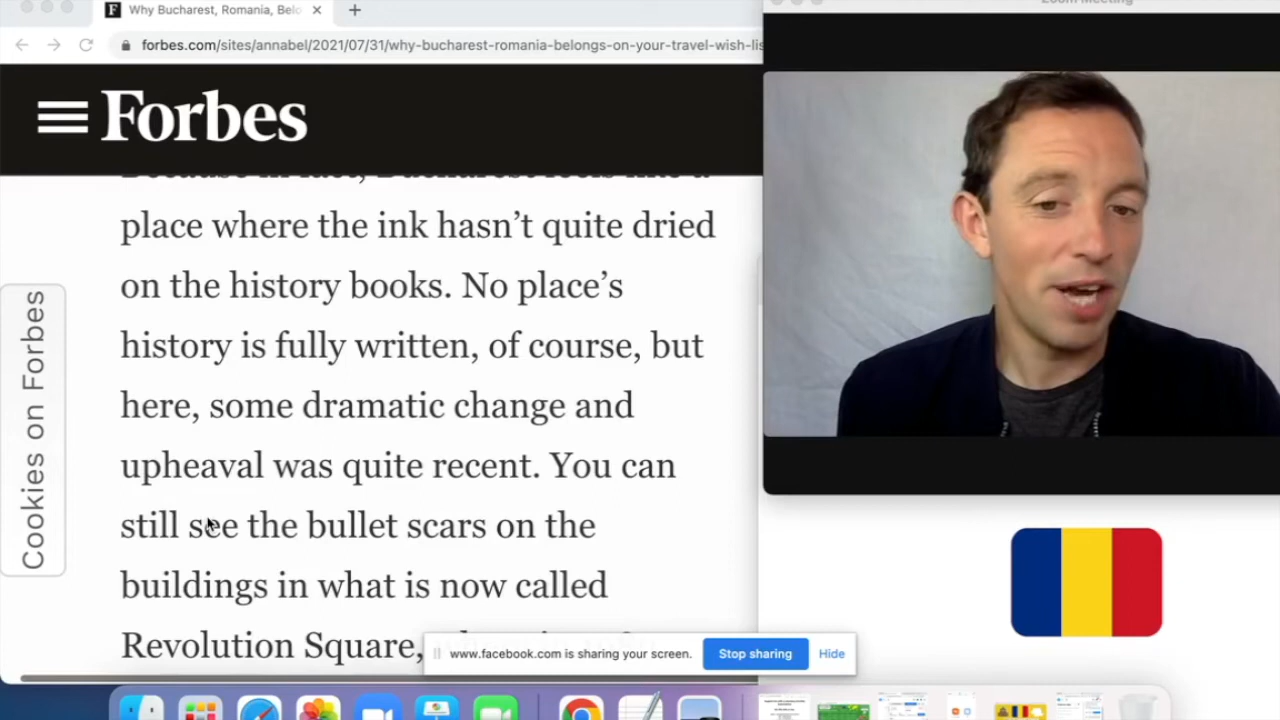 Why Bucharest, Romania, Belo
Zoom Meeting
forbes.com/sites/annabel/2021/07/31/why-bucharest-romania-belongs-on-your-travel-wish-lis
Forbes
place where the ink hasn't quite dried
on the history books. No place's
history is fully written, of course, but
here, some dramatic change and
upheaval was quite recent. You can
still see the bullet scars on the
buildings in what is now called
Revolution Square,
Cookies on Forbes
www.facebook.com is sharing your screen.
Stop sharing
Hide